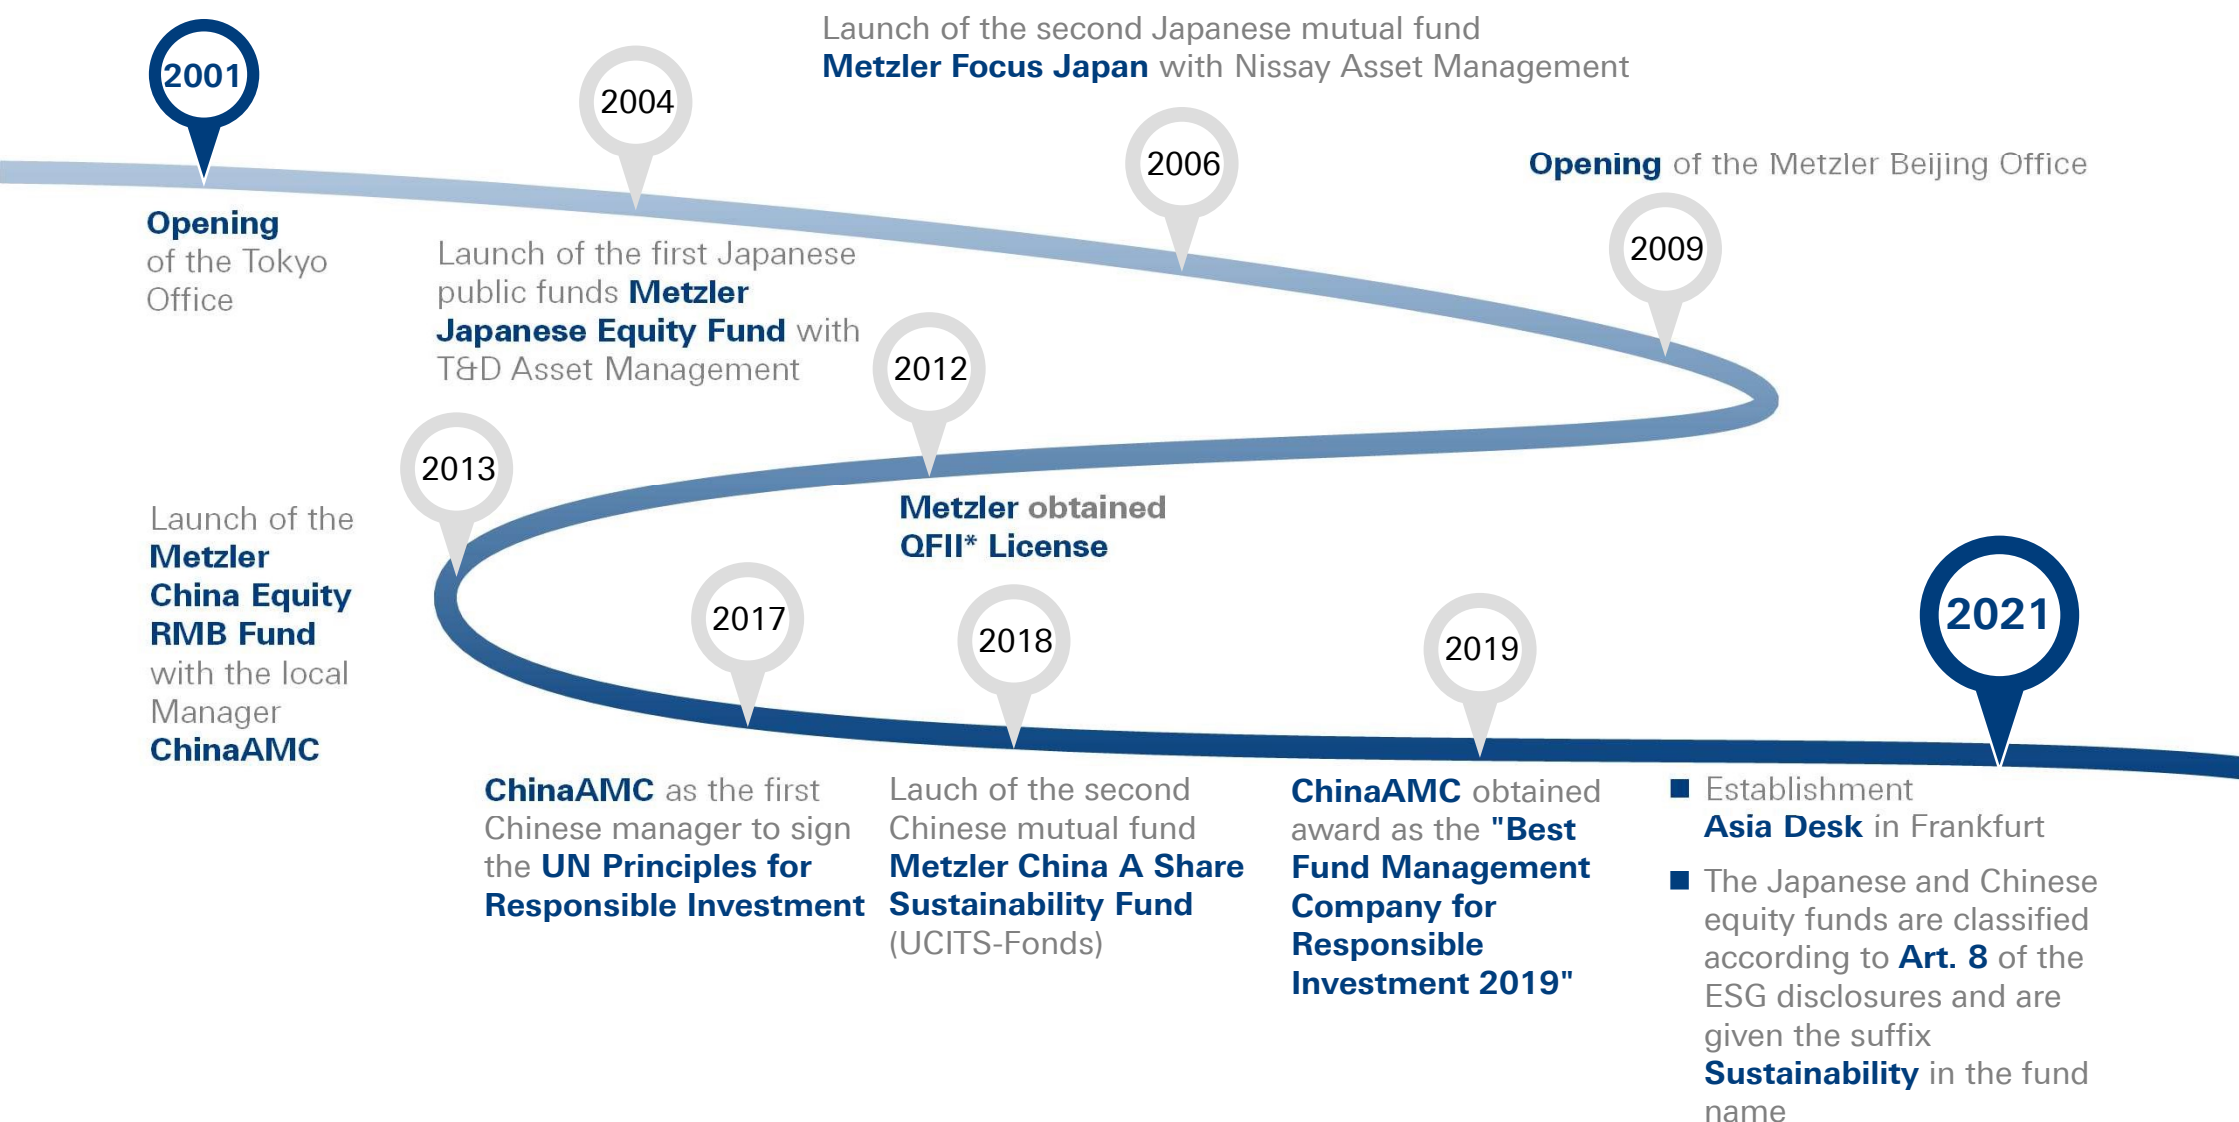 2001
Opening
of the Tokyo
Office
2004
Launch of the first Japanese
public funds Metzler
Japanese Equity Fund with
T&D Asset Management
Launch of the second Japanese mutual fund
Metzler Focus Japan with Nissay Asset Management
2006
Opening of the Metzler Beijing Office
2009
2012
Metzler obtained
QFII* License
2013
Launch of the
Metzler
China Equity
RMB Fund
with the local
Manager
ChinaAMC
2017
ChinaAMC as the first
Chinese manager to sign
the UN Principles for
Responsible Investment
2018
Lauch of the second
Chinese mutual fund
Metzler China A Share
Sustainability Fund
(UCITS-Fonds)
2019
ChinaAMC obtained
award as the "Best
Fund Management
Company for
Responsible
Investment 2019"
2021
■ Establishment
Asia Desk in Frankfurt
■ The Japanese and Chinese
equity funds are classified
according to Art. 8 of the
ESG disclosures and are
given the suffix
Sustainability in the fund
name